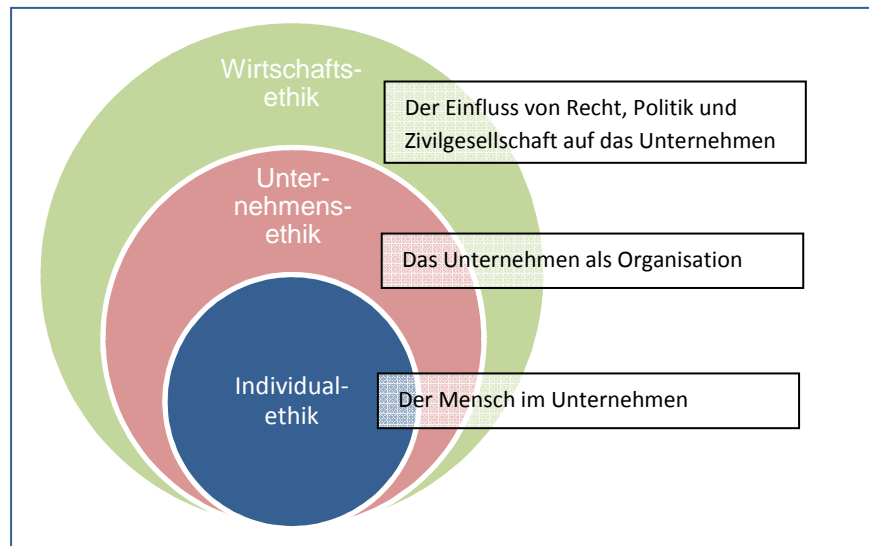 Wirtschafts-
ethik
Der Einfluss von Recht, Politik und
Zivilgesellschaft auf das Unternehmen
Unter-
nehmens-
ethik
Das Unternehmen als Organisation
Individual-
ethik
Der Mensch im Unternehmen